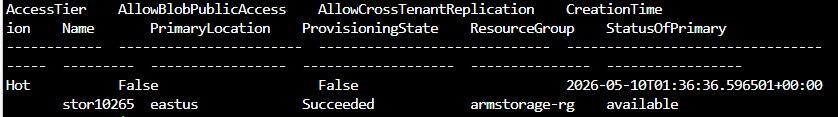 AccessTier    AllowBlobPublicAccess    AllowCrossTenantReplication    CreationTime
ion    Name       PrimaryLocation    ProvisioningState    ResourceGroup    StatusOfPrimary
------------  -----------------------  -----------------------------  --------------------------------
-----  ---------  -----------------  -------------------  ---------------  -----------------
Hot           False                    False                          2026-05-10T01:36:36.596501+00:00
       stor10265  eastus             Succeeded            armstorage-rg    available